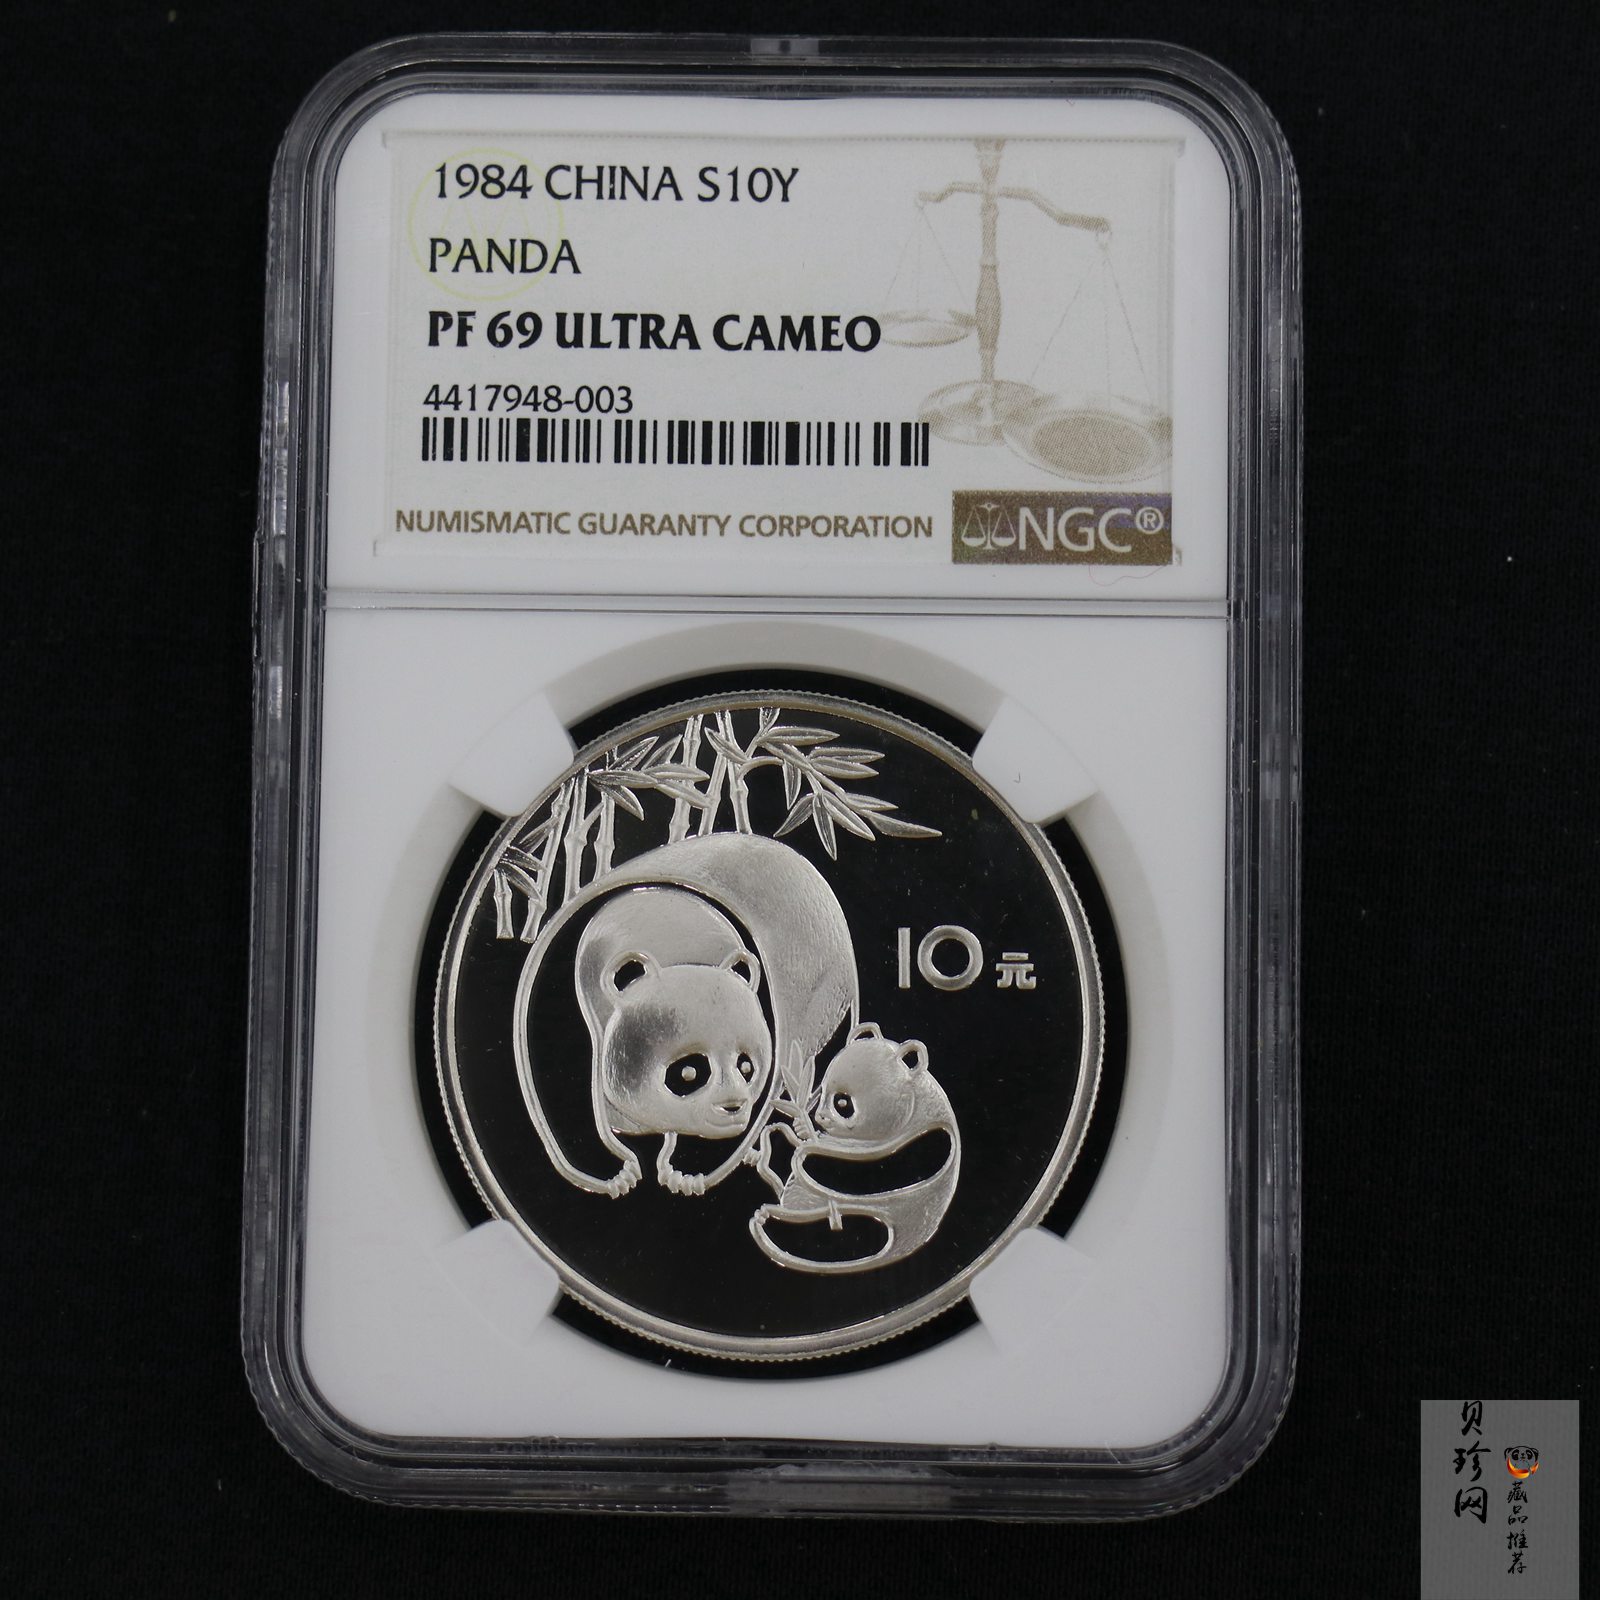 1984 CHINA S10Y
PANDA
PF 69 ULTRA CAMEO
4417948-003
NUMISMATIC GUARANTY CORPORATION
NGC®
10元
贝珍网
藏品推荐